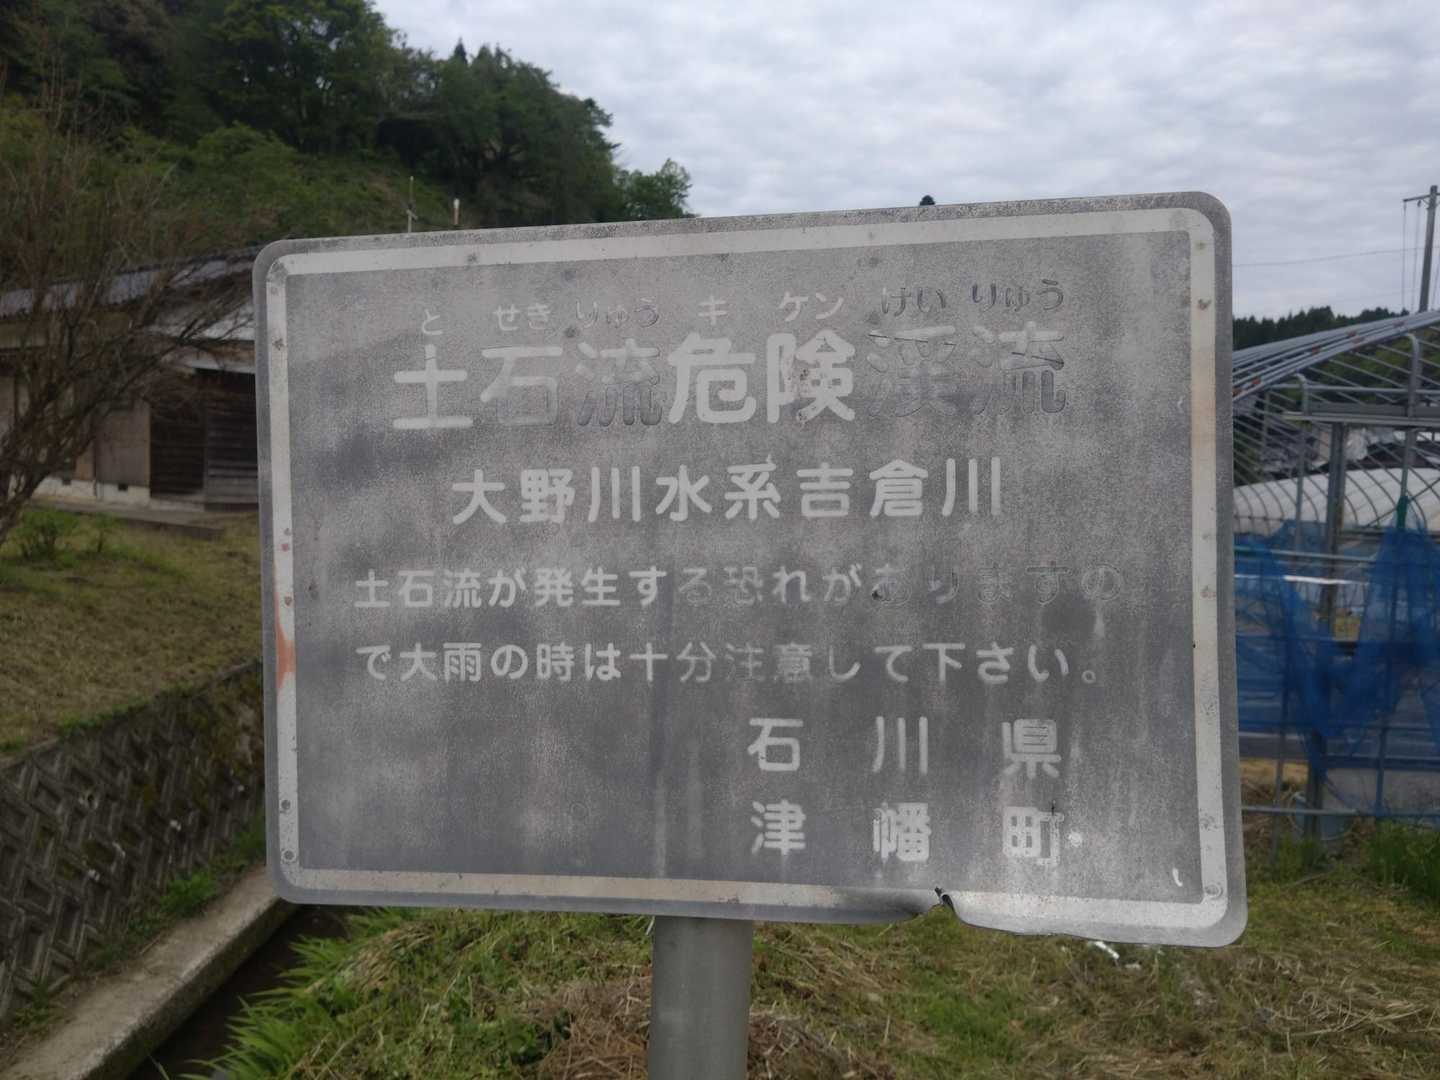 と せき りゅう キ ケン けい りゅう
土石流危険渓流
大野川水系吉倉川
土石流が発生する恐れがありますの
で大雨の時は十分注意して下さい。
石川県
津幡町